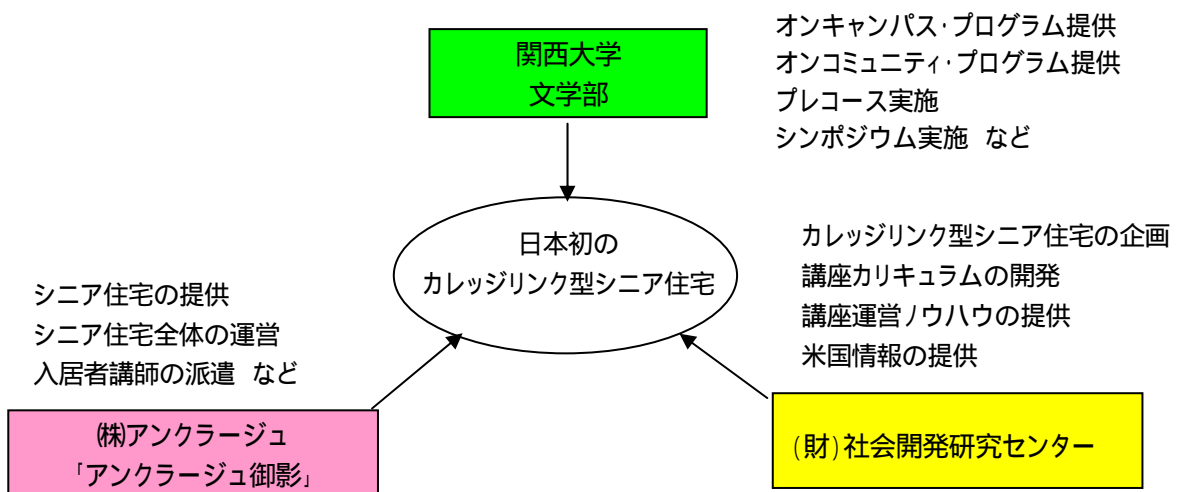 関西大学
文学部
オンキャンパス・プログラム提供
オンコミュニティ・プログラム提供
プレコース実施
シンポジウム実施 など
日本初の
カレッジリンク型シニア住宅
カレッジリンク型シニア住宅の企画
講座カリキュラムの開発
講座運営ノウハウの提供
米国情報の提供
シニア住宅の提供
シニア住宅全体の運営
入居者講師の派遣 など
㈱アンクラージュ
「アンクラージュ御影」
(財)社会開発研究センター